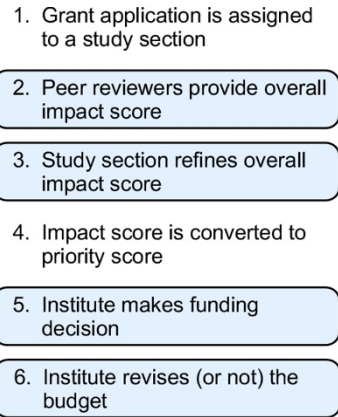 1. Grant application is assigned
to a study section
2. Peer reviewers provide overall
impact score
3. Study section refines overall
impact score
4. Impact score is converted to
priority score
5. Institute makes funding
decision
6. Institute revises (or not) the
budget